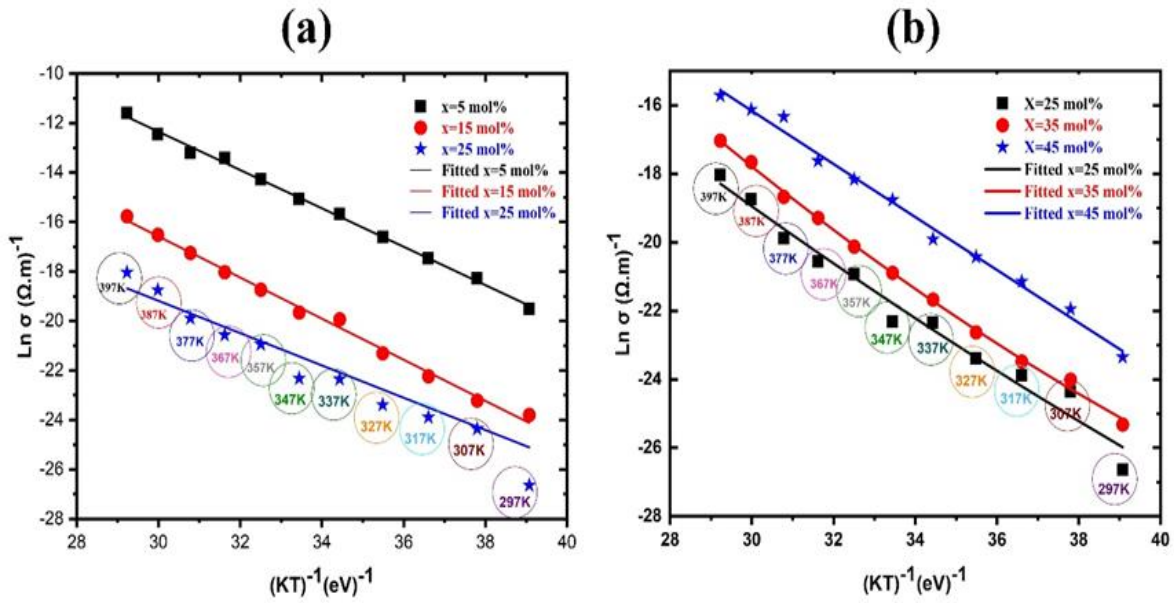 (a)
-10
-12
-14
-16
-18
-20
-22
-24
-26
-28
Ln σ (Ω.m)⁻¹
x=5 mol%
x=15 mol%
x=25 mol%
Fitted x=5 mol%
Fitted x=15 mol%
Fitted x=25 mol%
397K
387K
377K
367K
357K
347K
337K
327K
317K
307K
297K
28 30 32 34 36 38 40
(KT)⁻¹(eV)⁻¹
(b)
-16
-18
-20
-22
-24
-26
-28
Ln σ (Ω.m)⁻¹
X=25 mol%
X=35 mol%
X=45 mol%
Fitted x=25 mol%
Fitted x=35 mol%
Fitted x=45 mol%
397K
387K
377K
367K
357K
347K
337K
327K
317K
307K
297K
28 30 32 34 36 38 40
(KT)⁻¹(eV)⁻¹